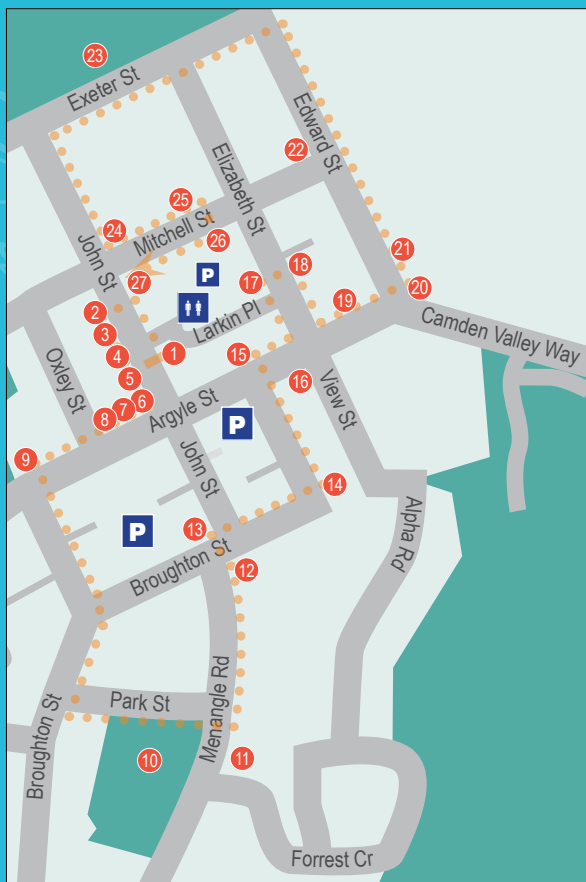 23
Exeter St
Edward St
22
Elizabeth St
25
Mitchell St
24
26
John St
21
18
P
17
27
20
19
2
Larkin Pl
Camden Valley Way
3
4
1
15
Oxley St
5
16
View St
6
7
8
Argyle St
P
John St
9
14
Alpha Rd
13
P
Broughton St
12
Park St
Menangle Rd
Broughton St
10
11
Forrest Cr